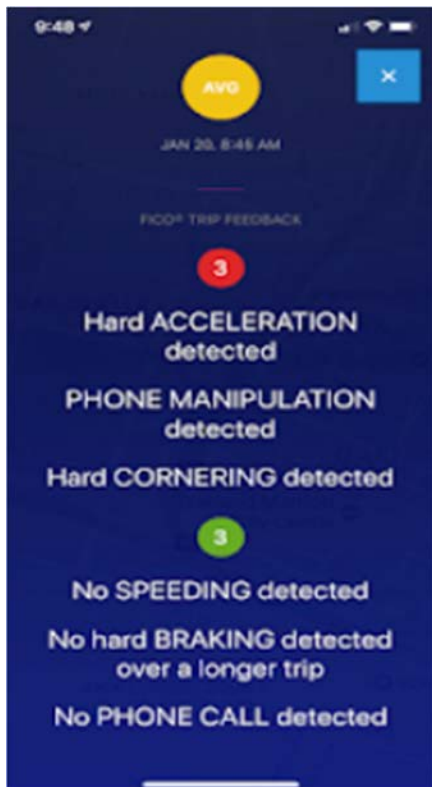 9:48
×
AVG
JAN 20, 8:45 AM
FICO® TRIP FEEDBACK
3
Hard ACCELERATION
detected
PHONE MANIPULATION
detected
Hard CORNERING detected
3
No SPEEDING detected
No hard BRAKING detected
over a longer trip
No PHONE CALL detected